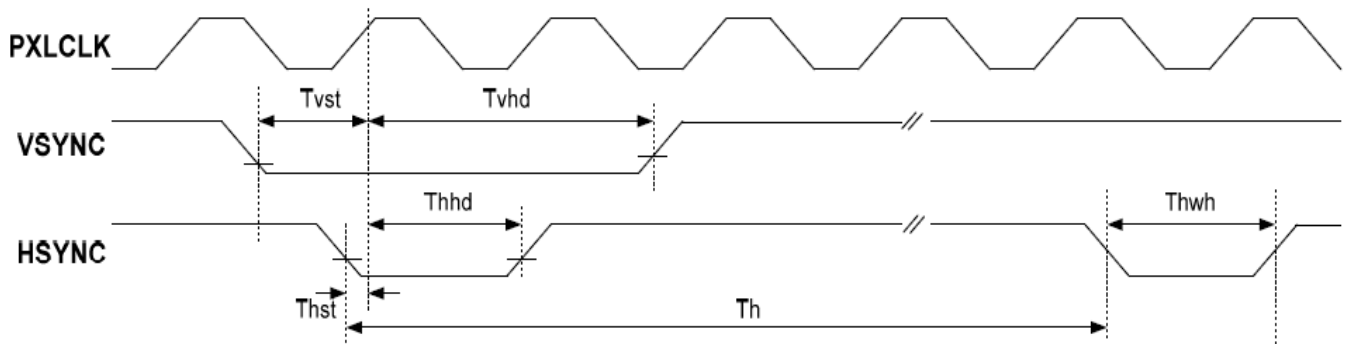 PXLCLK
Tvst Tvhd
VSYNC
Thhd Thwh
HSYNC
Thst Th